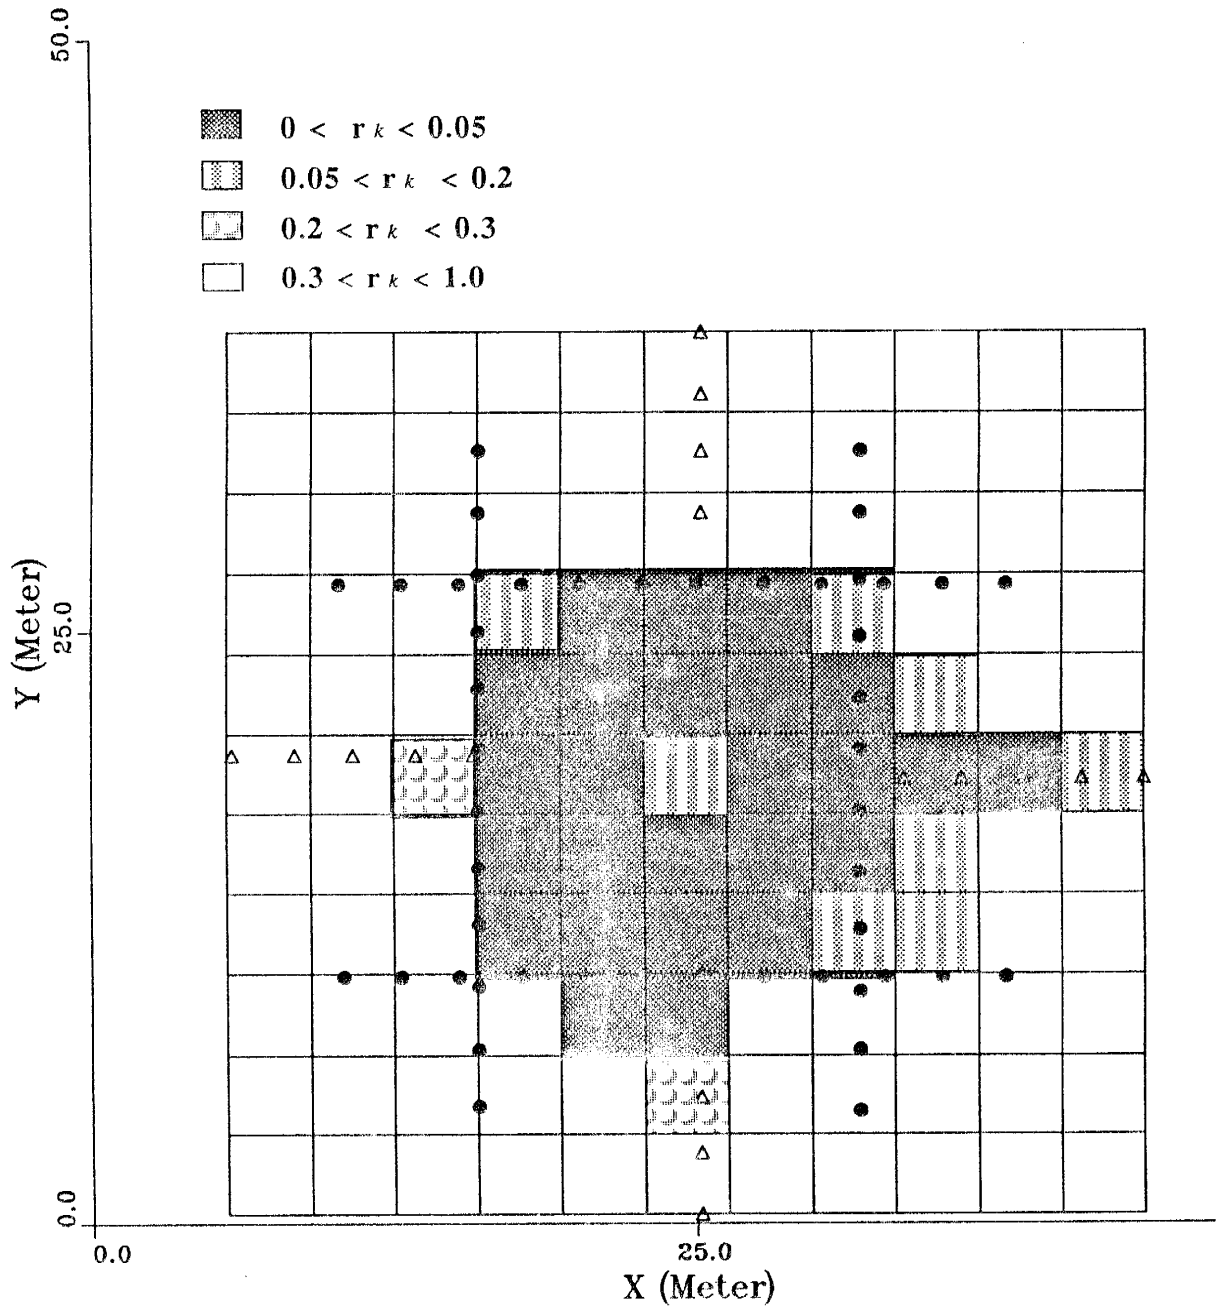 50.0
0 < r k < 0.05
0.05 < r k < 0.2
0.2 < r k < 0.3
0.3 < r k < 1.0
Y (Meter)
25.0
0.0
0.0
25.0
X (Meter)